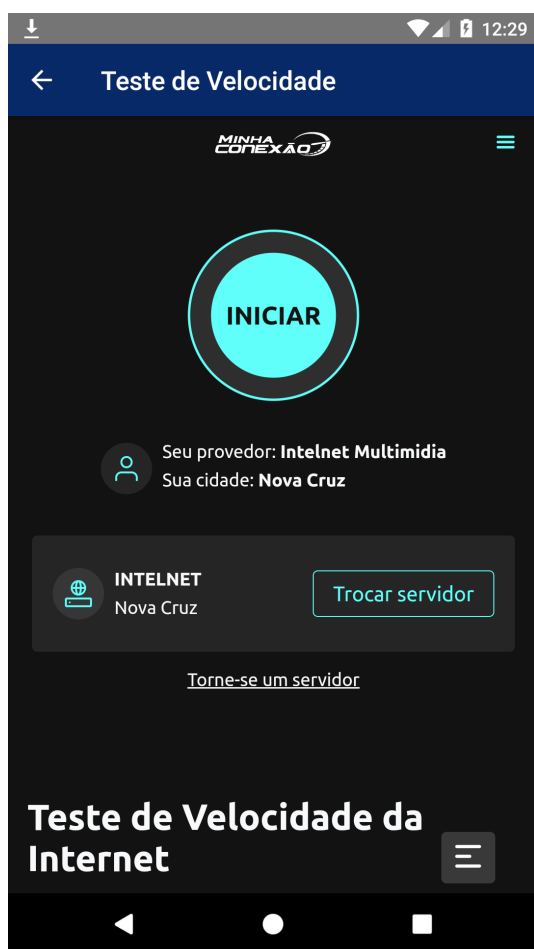 12:29
Teste de Velocidade
MINHA
CONEXÃO
INICIAR
Seu provedor: Intelnet Multimidia
Sua cidade: Nova Cruz
INTELNET
Nova Cruz
Trocar servidor
Torne-se um servidor
Teste de Velocidade da
Internet